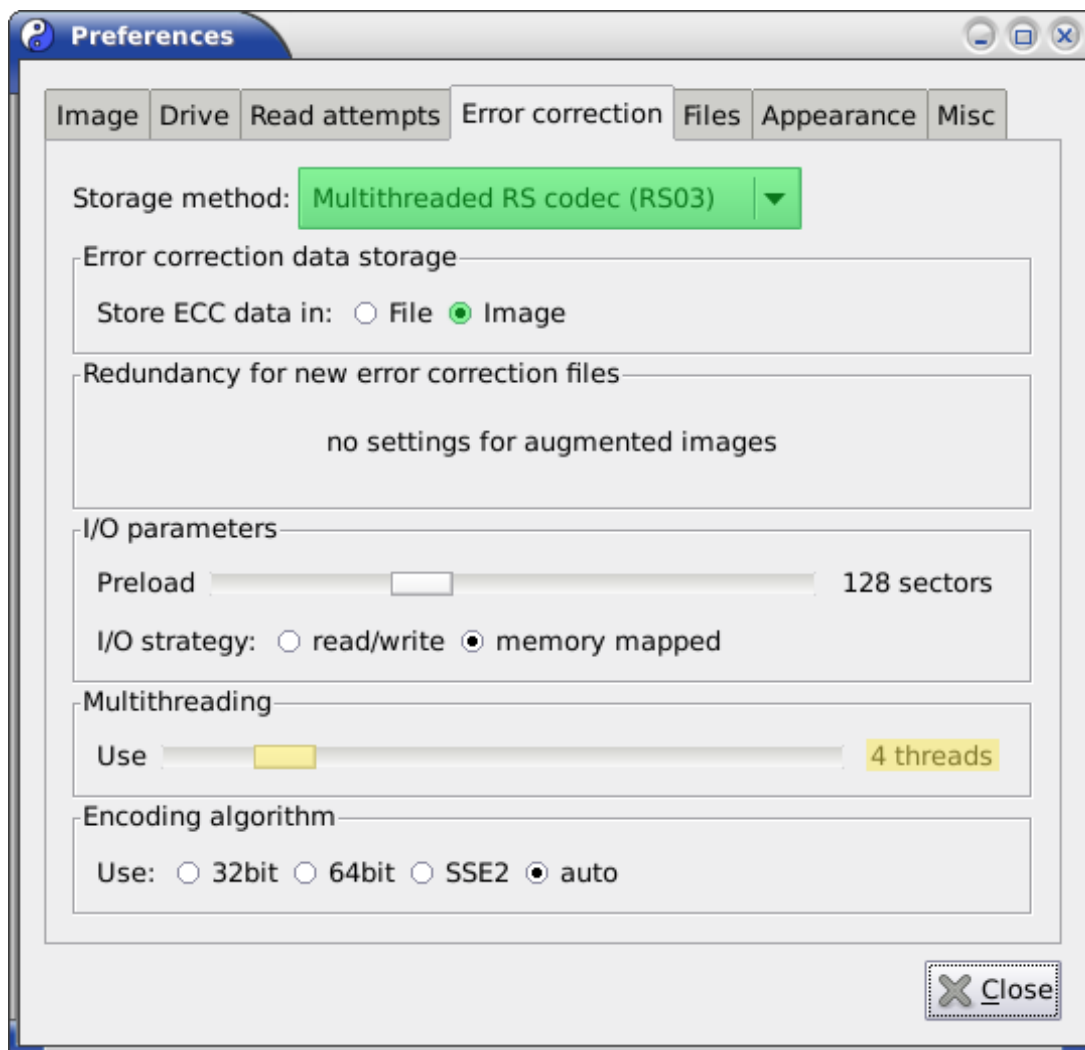 Preferences
Image Drive Read attempts Error correction Files Appearance Misc
Storage method: Multithreaded RS codec (RS03)
Error correction data storage
Store ECC data in: File Image
Redundancy for new error correction files
no settings for augmented images
I/O parameters
Preload 128 sectors
I/O strategy: read/write memory mapped
Multithreading
Use 4 threads
Encoding algorithm
Use: 32bit 64bit SSE2 auto
Close